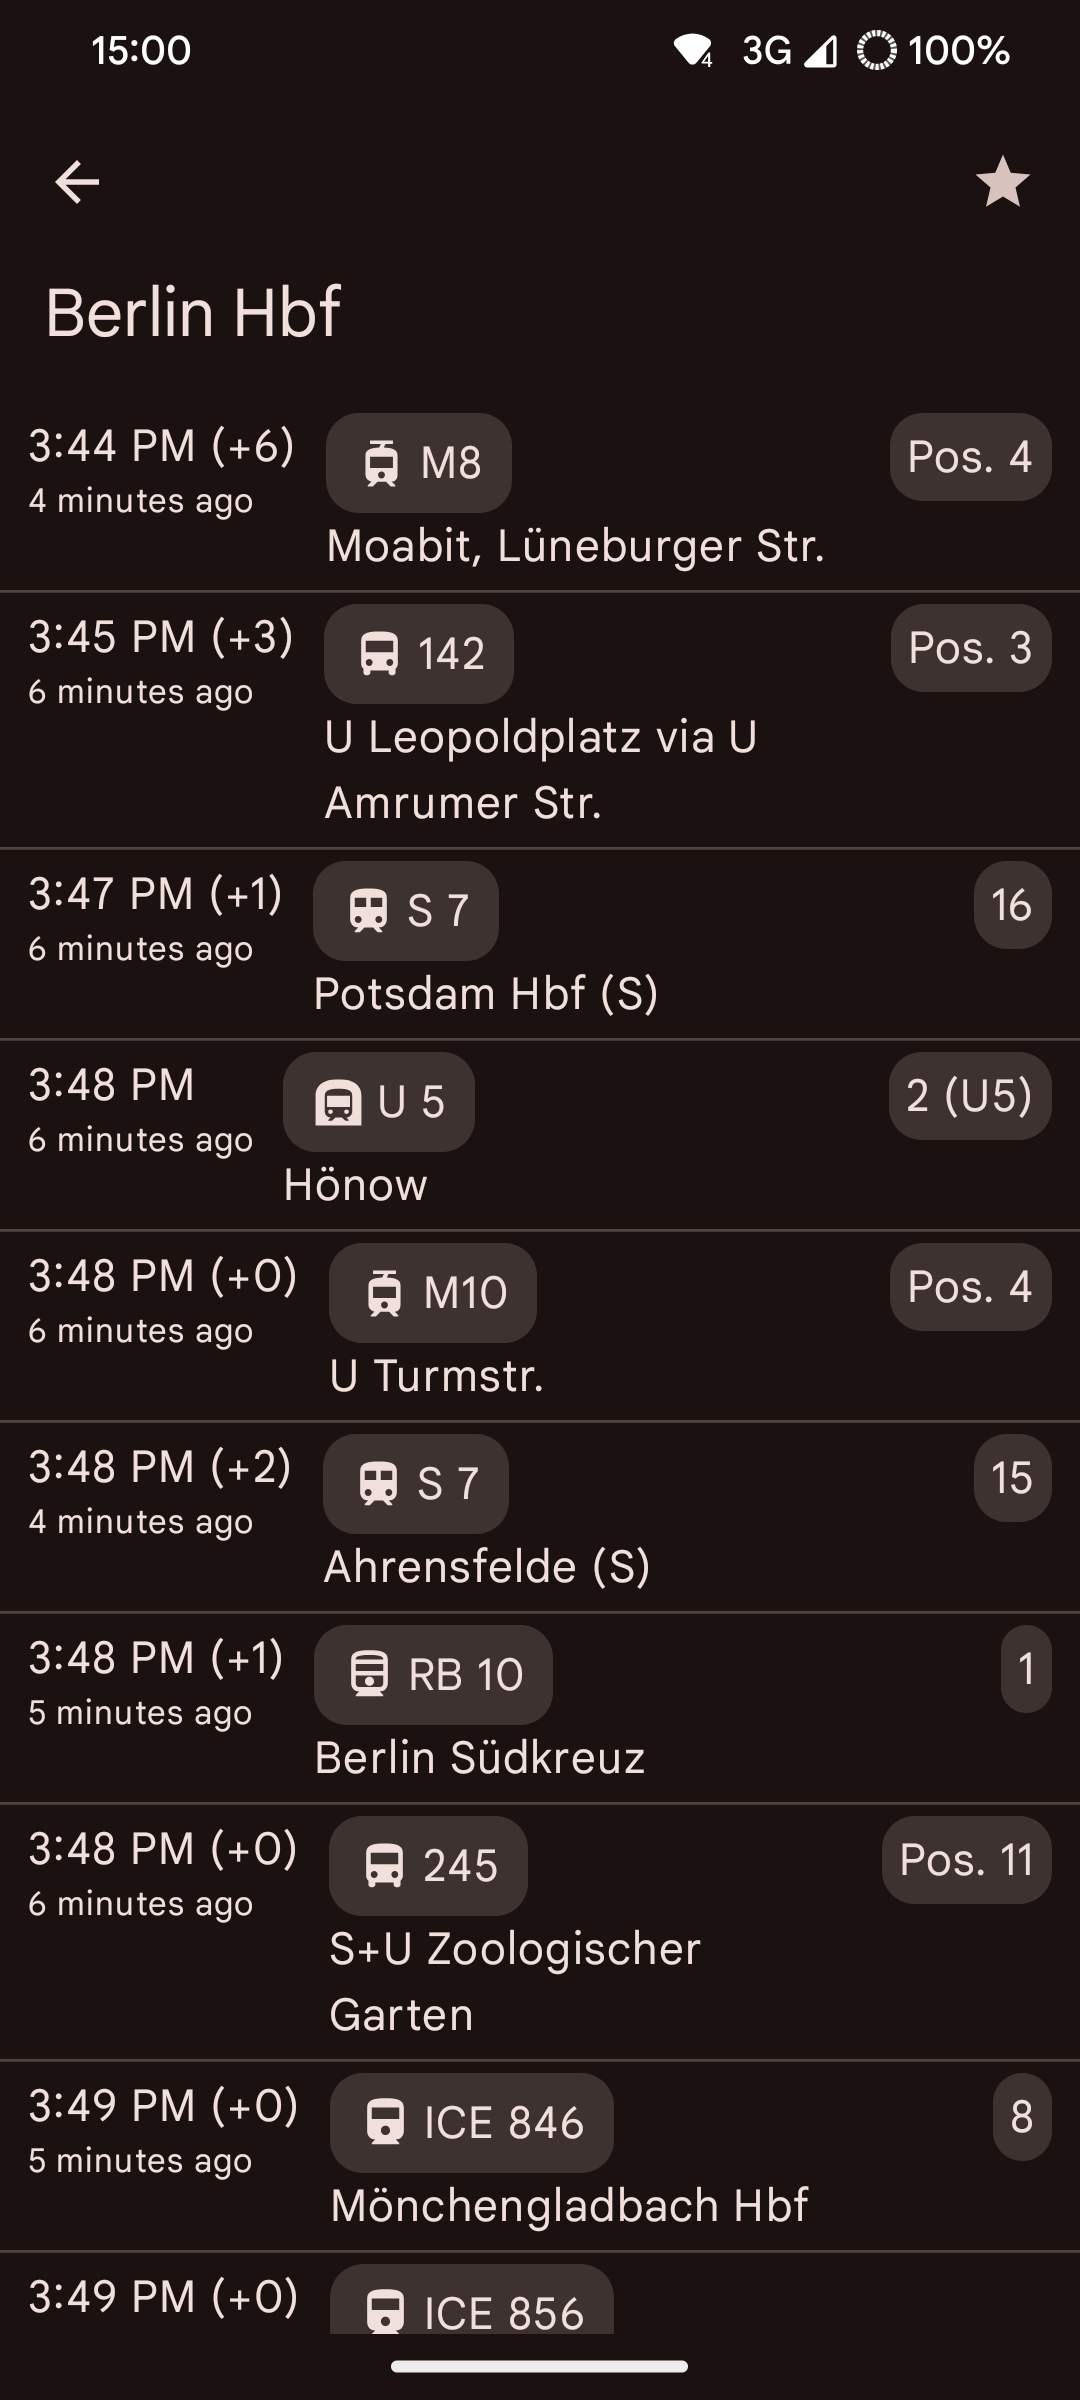 15:00
4 3G 100%
Berlin Hbf
3:44 PM (+6) M8 Pos. 4
4 minutes ago
Moabit, Lüneburger Str.
3:45 PM (+3) 142 Pos. 3
6 minutes ago
U Leopoldplatz via U
Amrumer Str.
3:47 PM (+1) S 7 16
6 minutes ago
Potsdam Hbf (S)
3:48 PM U 5 2 (U5)
6 minutes ago
Hönow
3:48 PM (+0) M10 Pos. 4
6 minutes ago
U Turmstr.
3:48 PM (+2) S 7 15
4 minutes ago
Ahrensfelde (S)
3:48 PM (+1) RB 10 1
5 minutes ago
Berlin Südkreuz
3:48 PM (+0) 245 Pos. 11
6 minutes ago
S+U Zoologischer
Garten
3:49 PM (+0) ICE 846 8
5 minutes ago
Mönchengladbach Hbf
3:49 PM (+0) ICE 856